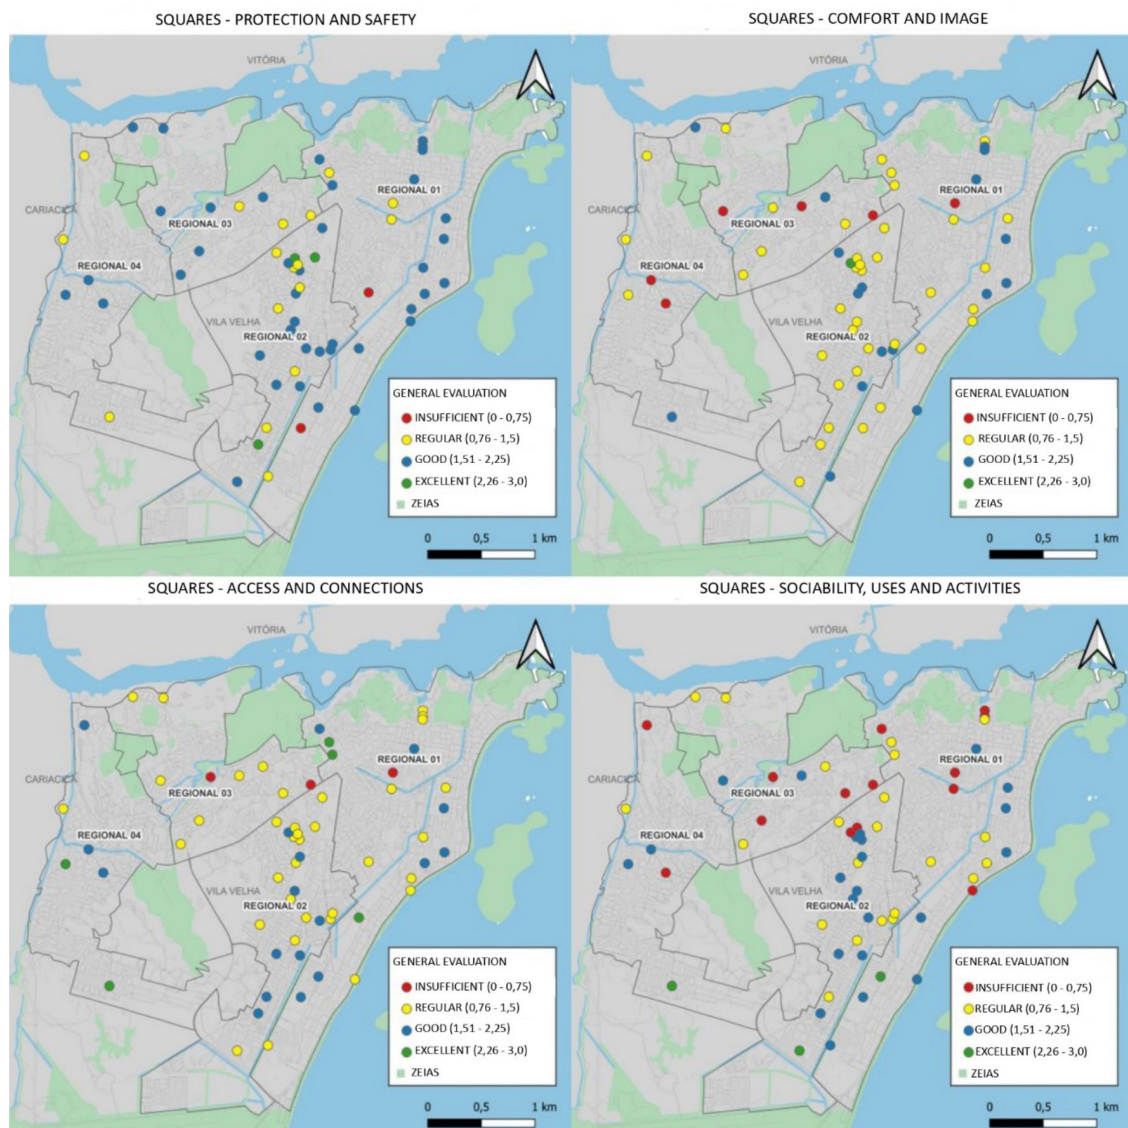 SQUARES - PROTECTION AND SAFETY
VITÓRIA
REGIONAL 01
CARIACICA
REGIONAL 03
REGIONAL 04
VILA VELHA
REGIONAL 02
GENERAL EVALUATION
INSUFFICIENT (0 - 0,75)
REGULAR (0,76 - 1,5)
GOOD (1,51 - 2,25)
EXCELLENT (2,26 - 3,0)
ZEIAS
0 0,5 1 km
SQUARES - COMFORT AND IMAGE
VITÓRIA
REGIONAL 01
CARIACICA
REGIONAL 03
REGIONAL 04
VILA VELHA
REGIONAL 02
GENERAL EVALUATION
INSUFFICIENT (0 - 0,75)
REGULAR (0,76 - 1,5)
GOOD (1,51 - 2,25)
EXCELLENT (2,26 - 3,0)
ZEIAS
0 0,5 1 km
SQUARES - ACCESS AND CONNECTIONS
VITÓRIA
REGIONAL 01
CARIACICA
REGIONAL 03
REGIONAL 04
VILA VELHA
REGIONAL 02
GENERAL EVALUATION
INSUFFICIENT (0 - 0,75)
REGULAR (0,76 - 1,5)
GOOD (1,51 - 2,25)
EXCELLENT (2,26 - 3,0)
ZEIAS
0 0,5 1 km
SQUARES - SOCIABILITY, USES AND ACTIVITIES
VITÓRIA
REGIONAL 01
CARIACICA
REGIONAL 03
REGIONAL 04
VILA VELHA
REGIONAL 02
GENERAL EVALUATION
INSUFFICIENT (0 - 0,75)
REGULAR (0,76 - 1,5)
GOOD (1,51 - 2,25)
EXCELLENT (2,26 - 3,0)
ZEIAS
0 0,5 1 km